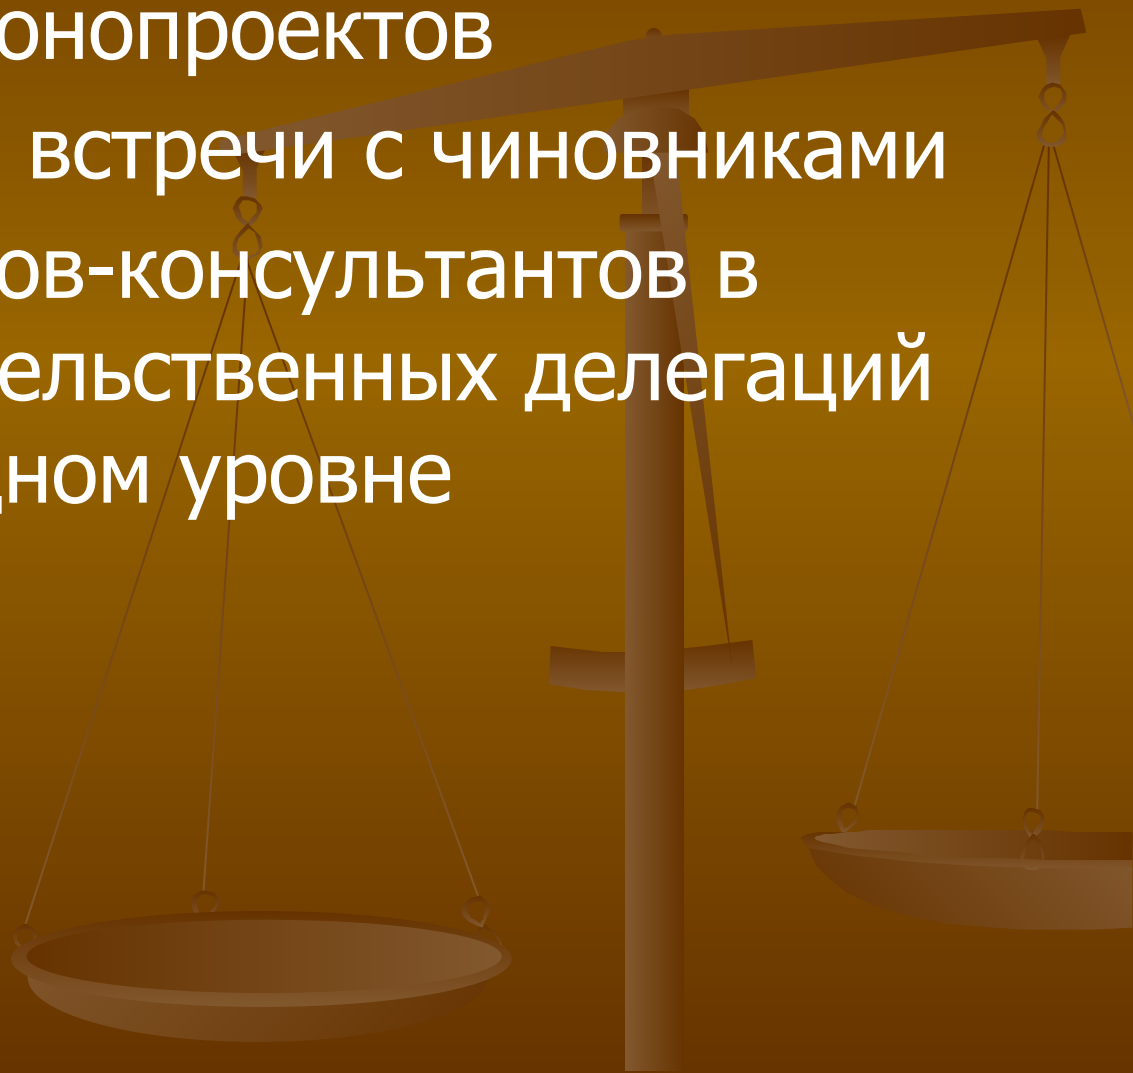 онопроектов
встречи с чиновниками
ов-консультантов в
ельственных делегаций
ном уровне